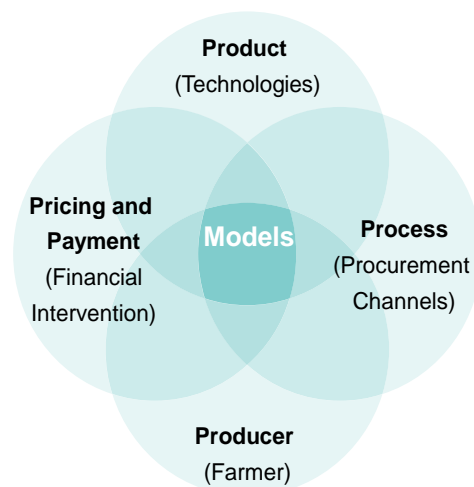 Product
(Technologies)
Pricing and
Payment
(Financial
Intervention)
Models
Process
(Procurement
Channels)
Producer
(Farmer)